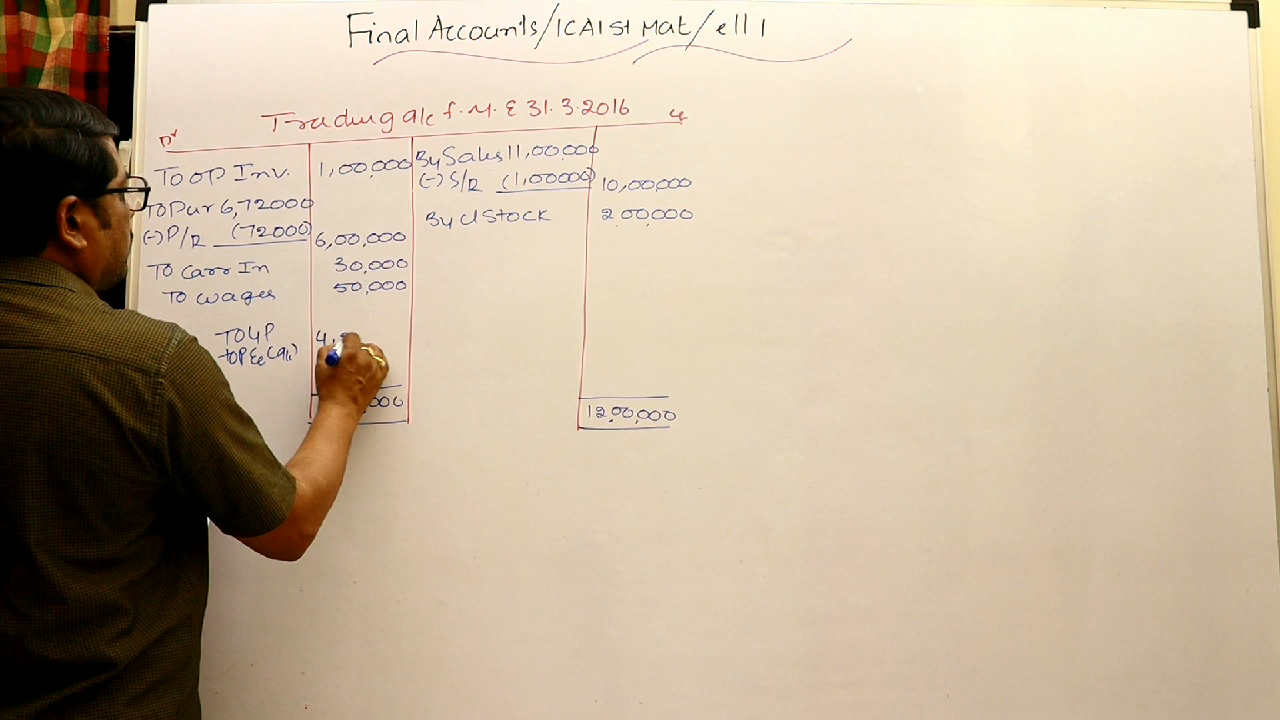 Final Accounts/ICAI St Mat/ell 1
Trading a/c f.Y.E 31.3.2016
Dr
Cr
To OP Inv. 1,00,000
To Pur 6,72000
(-) P/R (72000) 6,00,000
To Carr In 30,000
To wages 50,000
To GP 4,
To P&L (a/c)
000
By Sales 11,00,000
(-) S/R (1,00000) 10,00,000
By Cl Stock 2,00,000
12,00,000